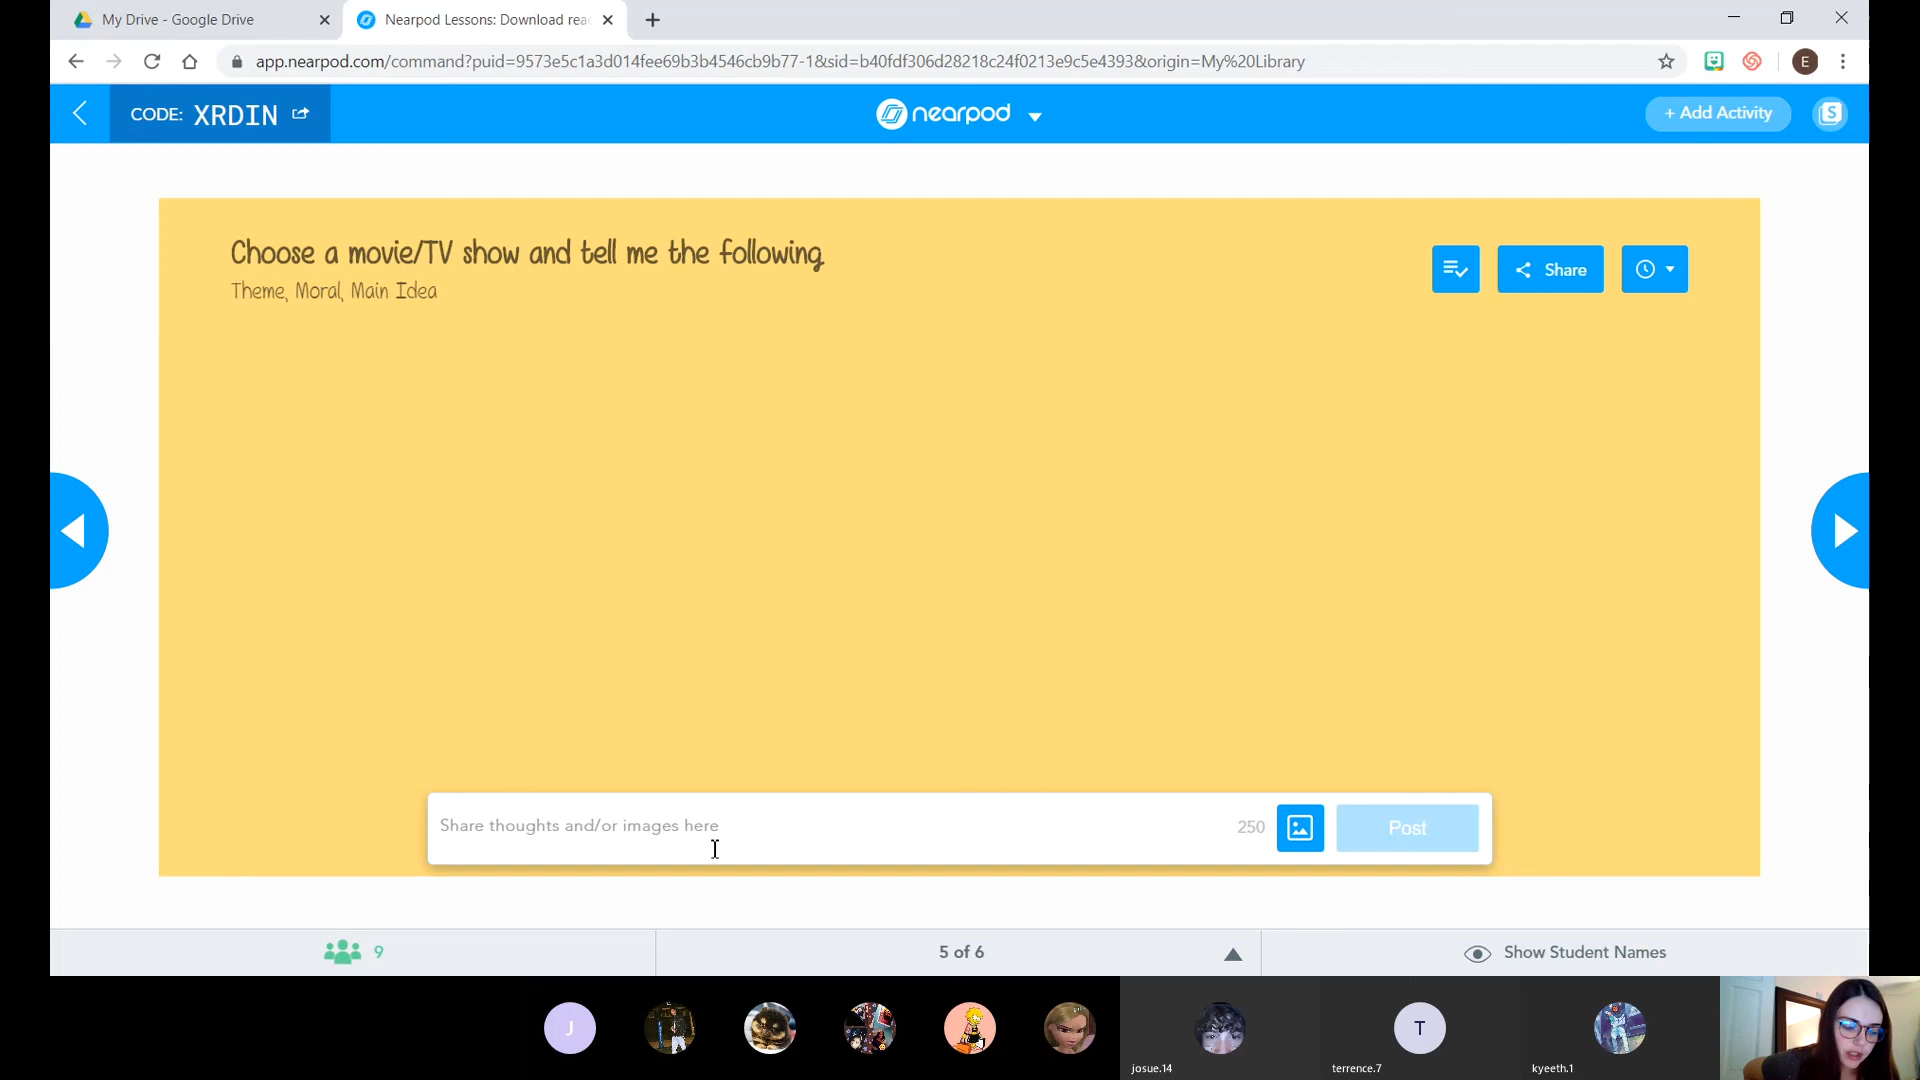 My Drive - Google Drive
Nearpod Lessons: Download rea
app.nearpod.com/command?puid=9573e5c1a3d014fee69b3b4546cb9b77-1&sid=b40fdf306d28218c24f0213e9c5e4393&origin=My%20Library
E
CODE: XRDIN
nearpod
+ Add Activity
S
Choose a movie/TV show and tell me the following
Theme, Moral, Main Idea
Share
Share thoughts and/or images here
250
Post
9
5 of 6
Show Student Names
J
T
josue.14
terrence.7
kyeeth.1